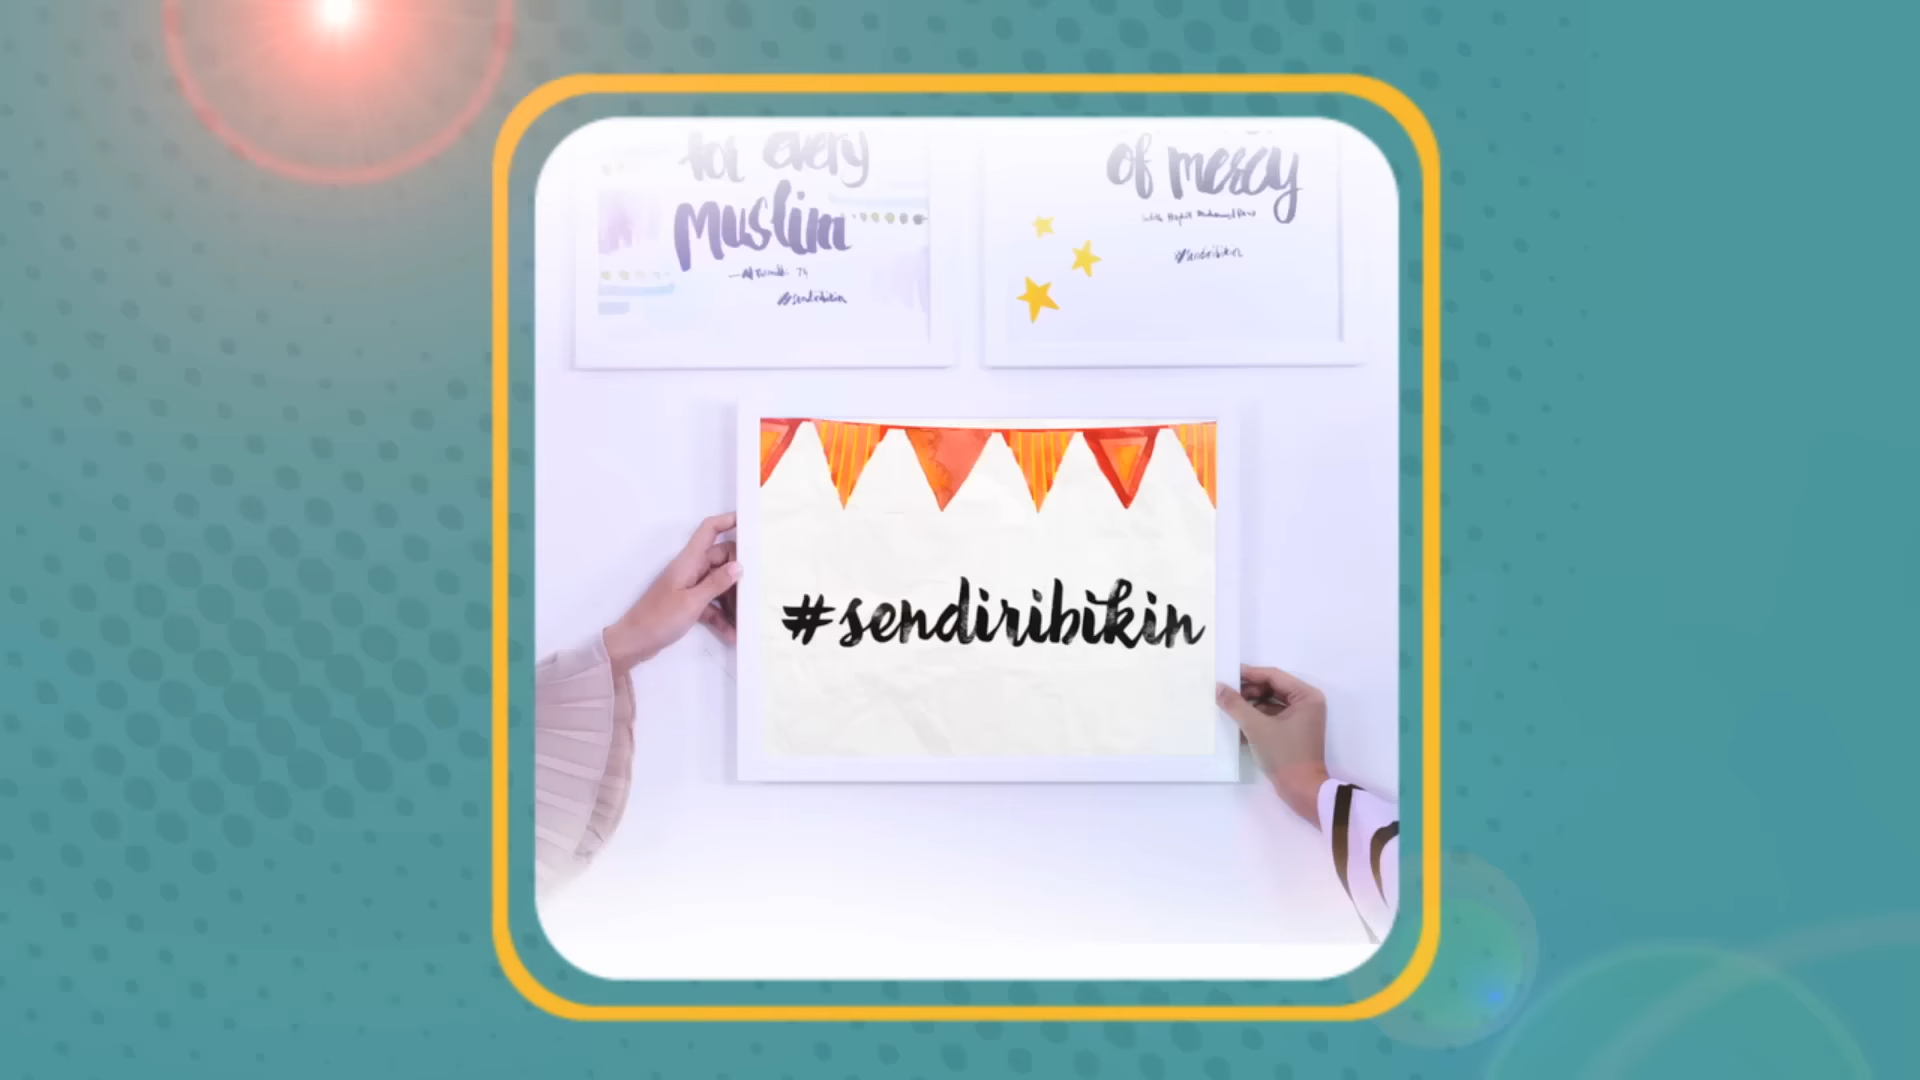 for every
muslim
of mercy
#sendiribikin
#sendiribikin
#sendiribikin